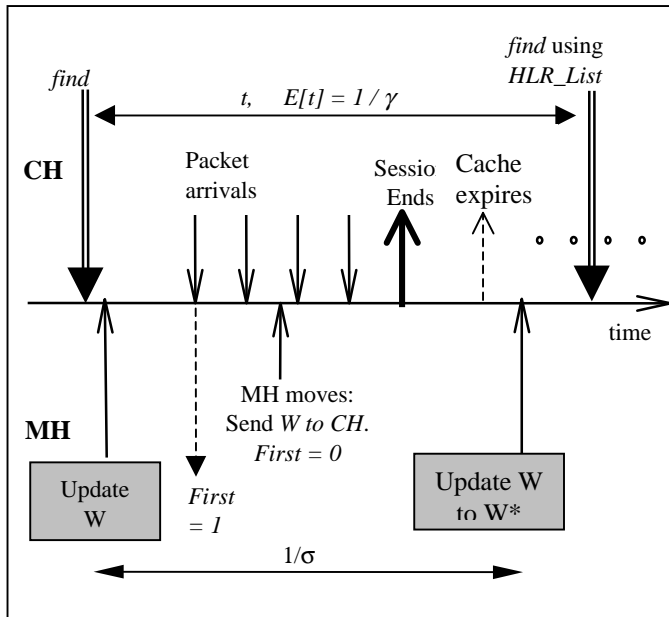 find
find using
HLR_List
t, E[t] = 1 / γ
CH
Packet
arrivals
Sessio
Ends
Cache
expires
time
MH moves:
Send W to CH.
First = 0
MH
Update
W
First
= 1
Update W
to W*
1/σ